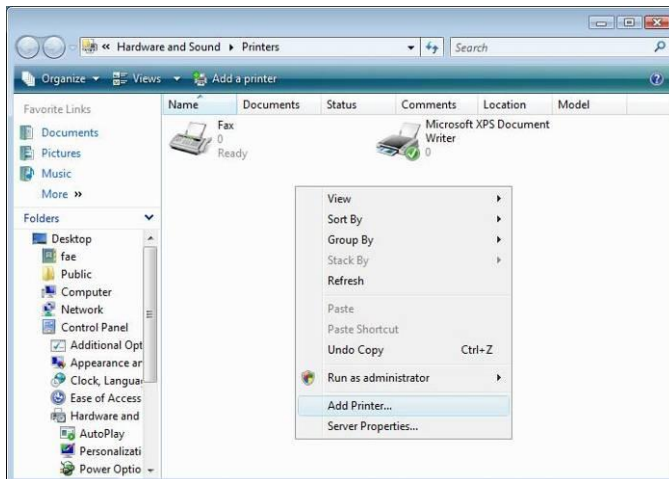 « Hardware and Sound ▸ Printers
Search
Organize
Views
Add a printer
Favorite Links
Documents
Pictures
Music
More »
Folders
Desktop
fae
Public
Computer
Network
Control Panel
Additional Opt
Appearance an
Clock, Languag
Ease of Access
Hardware and
AutoPlay
Personalizati
Power Optio
Name Documents Status Comments Location Model
Fax
0
Ready
Microsoft XPS Document
Writer
0
View
Sort By
Group By
Stack By
Refresh
Paste
Paste Shortcut
Undo Copy Ctrl+Z
Run as administrator
Add Printer...
Server Properties...